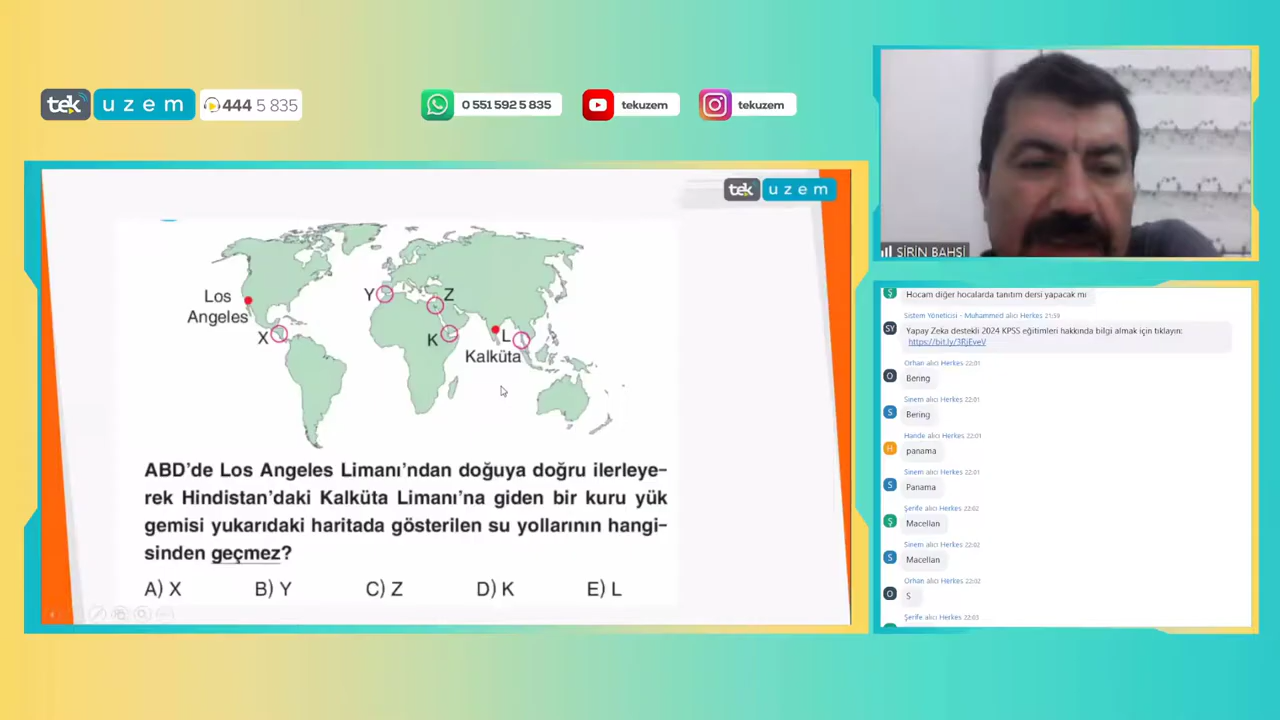 tek uzem 444 5 835
0 551 592 5 835
tekuzem
tekuzem
tek uzem
Los
Angeles
X
Y
Z
K
L
Kalküta
ABD'de Los Angeles Limanı'ndan doğuya doğru ilerleye-
rek Hindistan'daki Kalküta Limanı'na giden bir kuru yük
gemisi yukarıdaki haritada gösterilen su yollarının hangi-
sinden geçmez?
A) X B) Y C) Z D) K E) L
ŞİRİN BAHŞİ
Ş
Hocam diğer hocalarda tanıtım dersi yapacak mı
Sistem Yöneticisi - Muhammed alıcı Herkes 21:59
SY
Yapay Zeka destekli 2024 KPSS eğitimleri hakkında bilgi almak için tıklayın:
https://bit.ly/3RjEveV
Orhan alıcı Herkes 22:01
O
Bering
Sinem alıcı Herkes 22:01
S
Bering
Hande alıcı Herkes 22:01
H
panama
Sinem alıcı Herkes 22:01
S
Panama
Şerife alıcı Herkes 22:02
Ş
Macellan
Sinem alıcı Herkes 22:02
S
Macellan
Orhan alıcı Herkes 22:02
O
S
Şerife alıcı Herkes 22:03